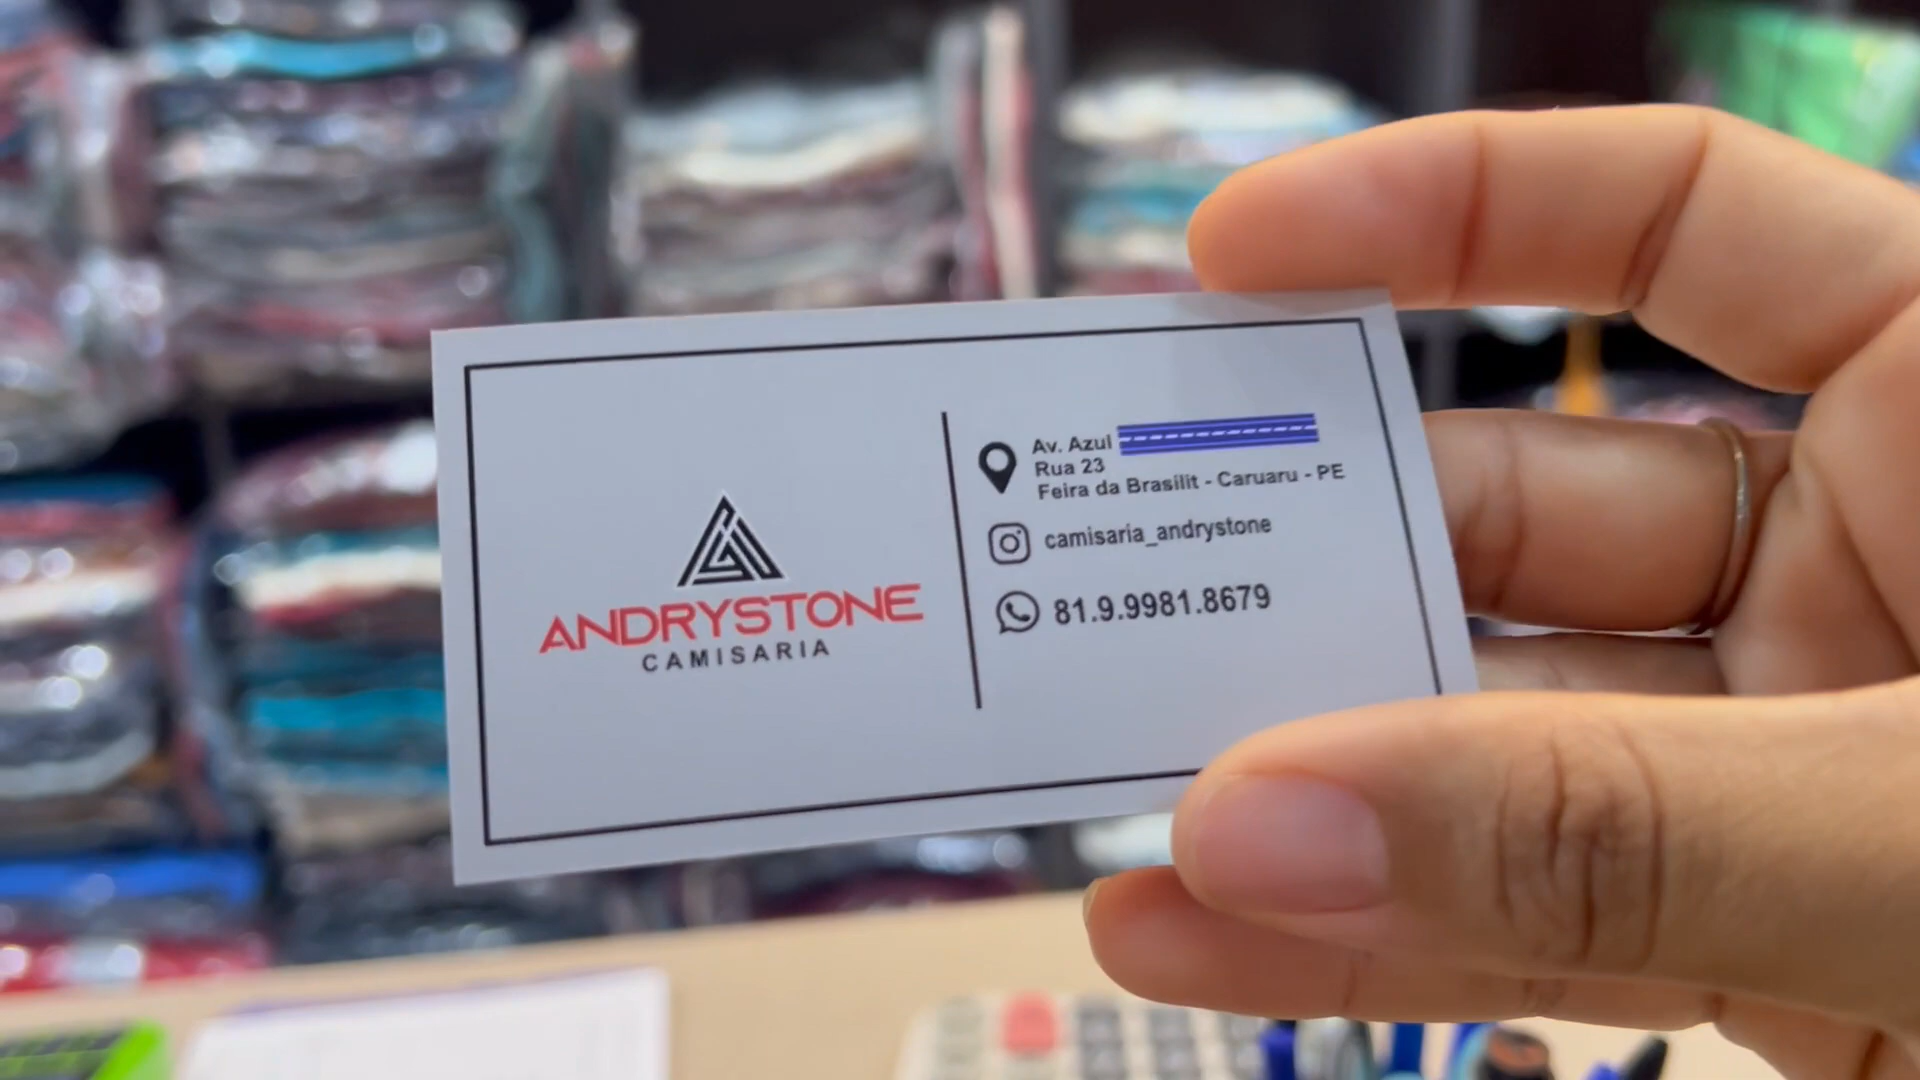 ANDRYSTONE
CAMISARIA
Av. Azul
Rua 23
Feira da Brasilit - Caruaru - PE
camisaria_andrystone
81.9.9981.8679